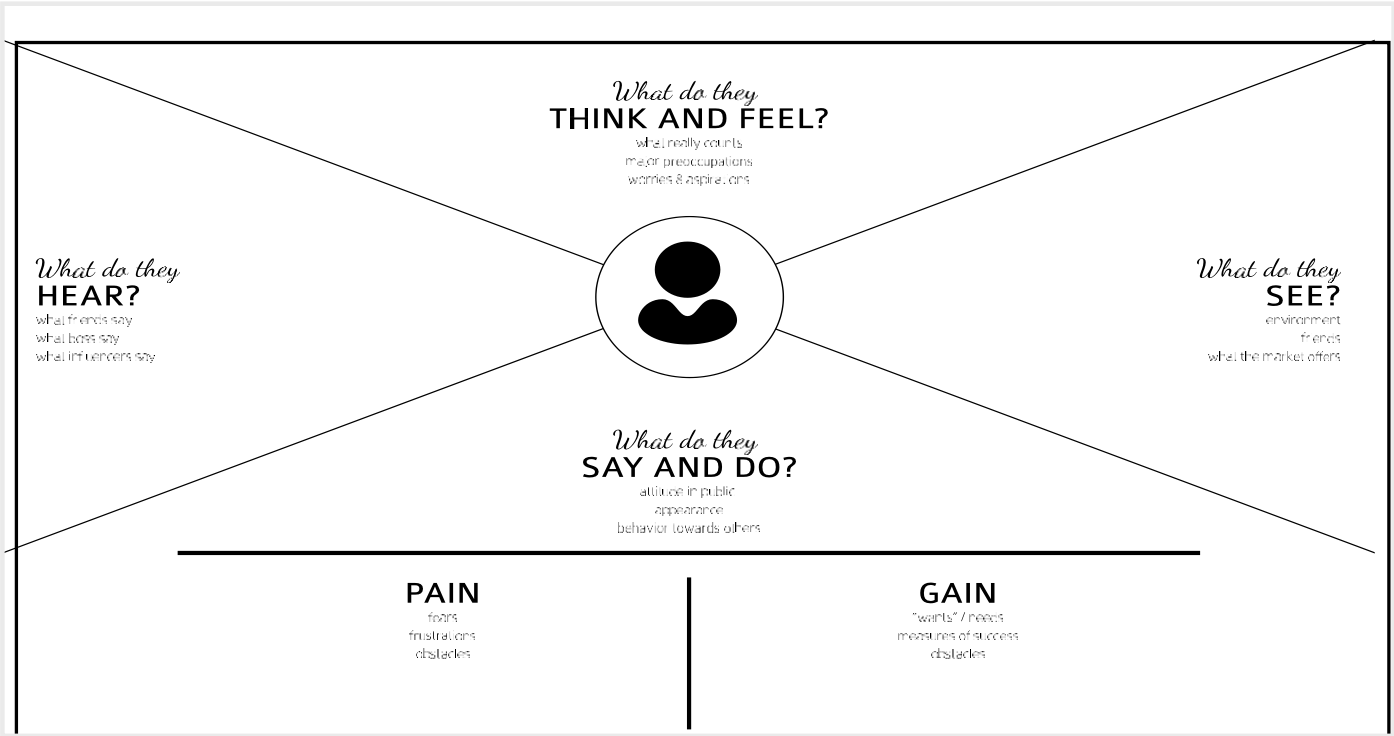 What do they
THINK AND FEEL?
what really counts
major preoccupations
worries & aspirations
What do they
HEAR?
what friends say
what boss say
what influencers say
What do they
SEE?
environment
friends
what the market offers
What do they
SAY AND DO?
attitude in public
appearance
behavior towards others
PAIN
fears
frustrations
obstacles
GAIN
"wants" / needs
measures of success
obstacles